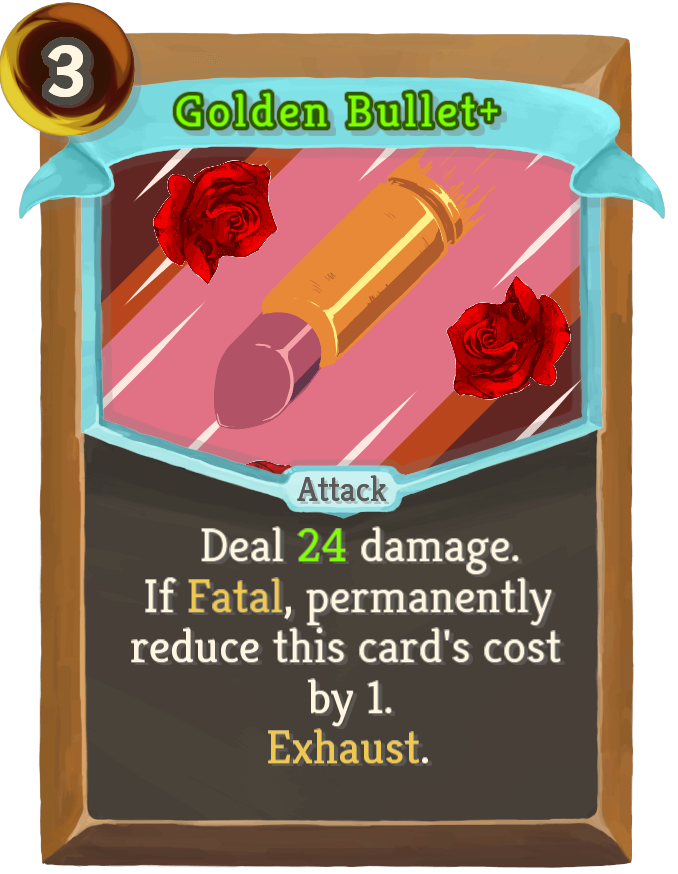 3
Golden Bullet+
Attack
Deal 24 damage.
If Fatal, permanently
reduce this card's cost
by 1.
Exhaust.